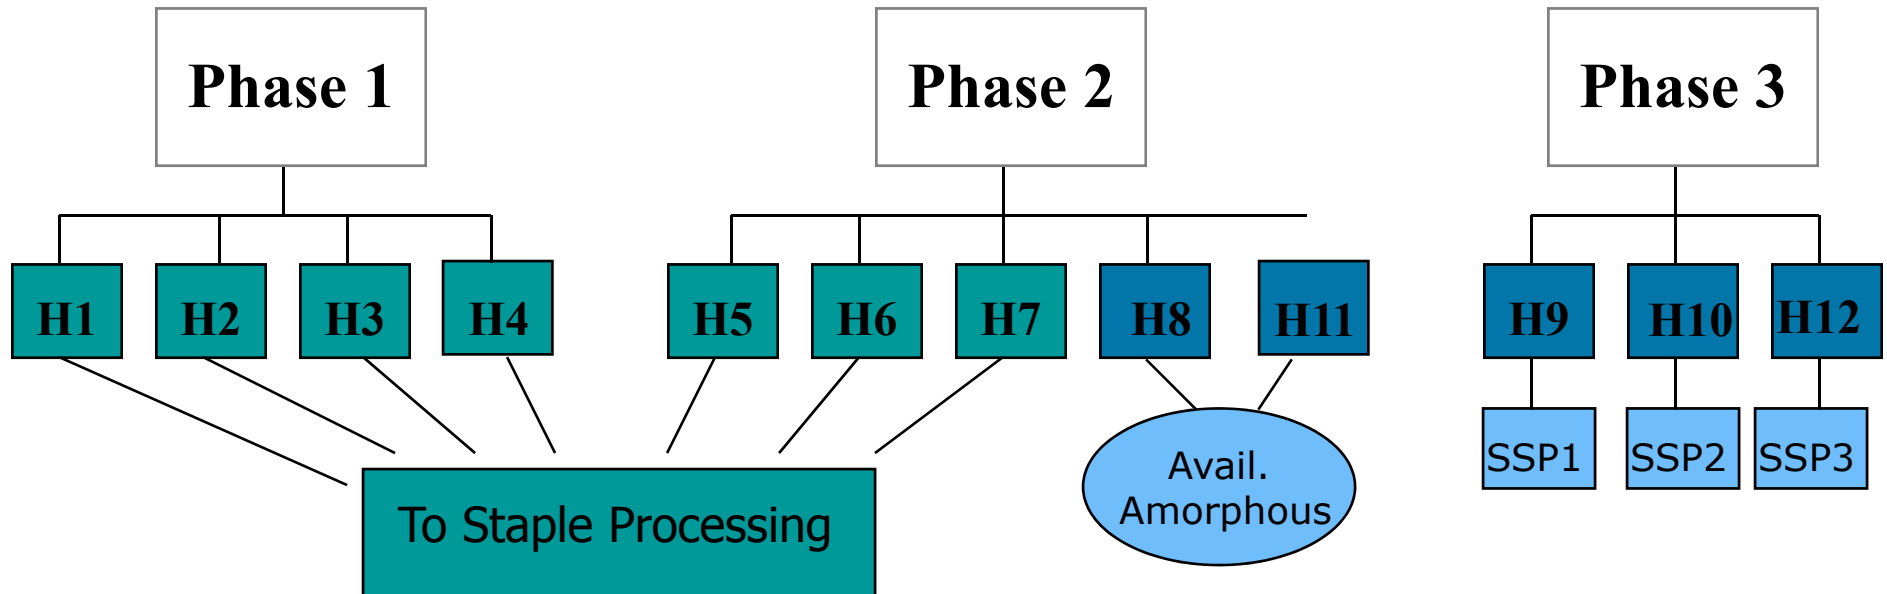 Phase 1
Phase 2
Phase 3
H1
H2
H3
H4
H5
H6
H7
H8
H11
H9
H10
H12
SSP1
SSP2
SSP3
Avail.
Amorphous
To Staple Processing